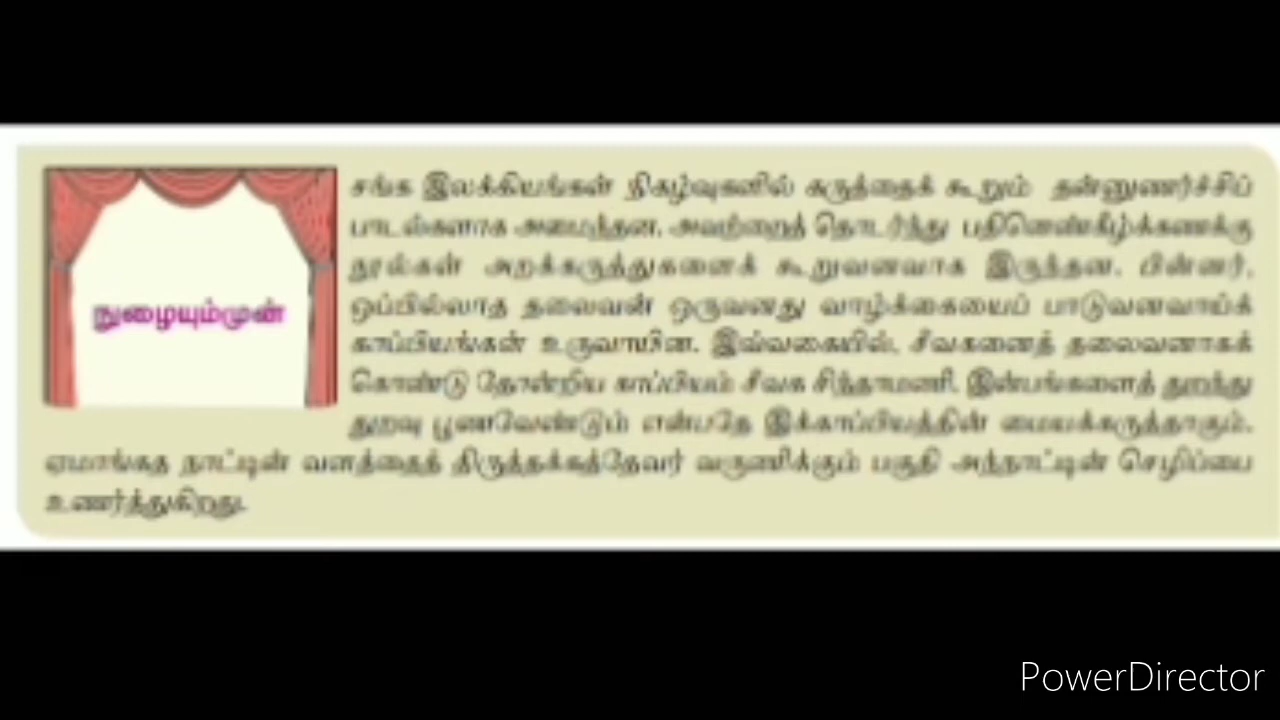 சங்க இலக்கியங்கள் நிகழ்வுகளில் கருத்தைக் கூறும் தன்னுணர்ச்சிப்
பாடல்களாக அமைந்தன. அவற்றைத் தொடர்ந்து பதினெண்கீழ்க்கணக்கு
நூல்கள் அறக்கருத்துகளைக் கூறுவனவாக இருந்தன. பின்னர்,
ஒப்பில்லாத தலைவன் ஒருவனது வாழ்க்கையைப் பாடுவனவாய்க்
காப்பியங்கள் உருவாயின. இவ்வகையில், சீவகனைத் தலைவனாகக்
நுழையும்முன்
கொண்டு தோன்றிய காப்பியம் சீவக சிந்தாமணி. இன்பங்களைத் துறந்து
துறவு பூணவேண்டும் என்பதே இக்காப்பியத்தின் மையக்கருத்தாகும்.
ஏமாங்கத நாட்டின் வளத்தைத் திருத்தக்கத்தேவர் வருணிக்கும் பகுதி அந்நாட்டின் செழிப்பை
உணர்த்துகிறது.
PowerDirector